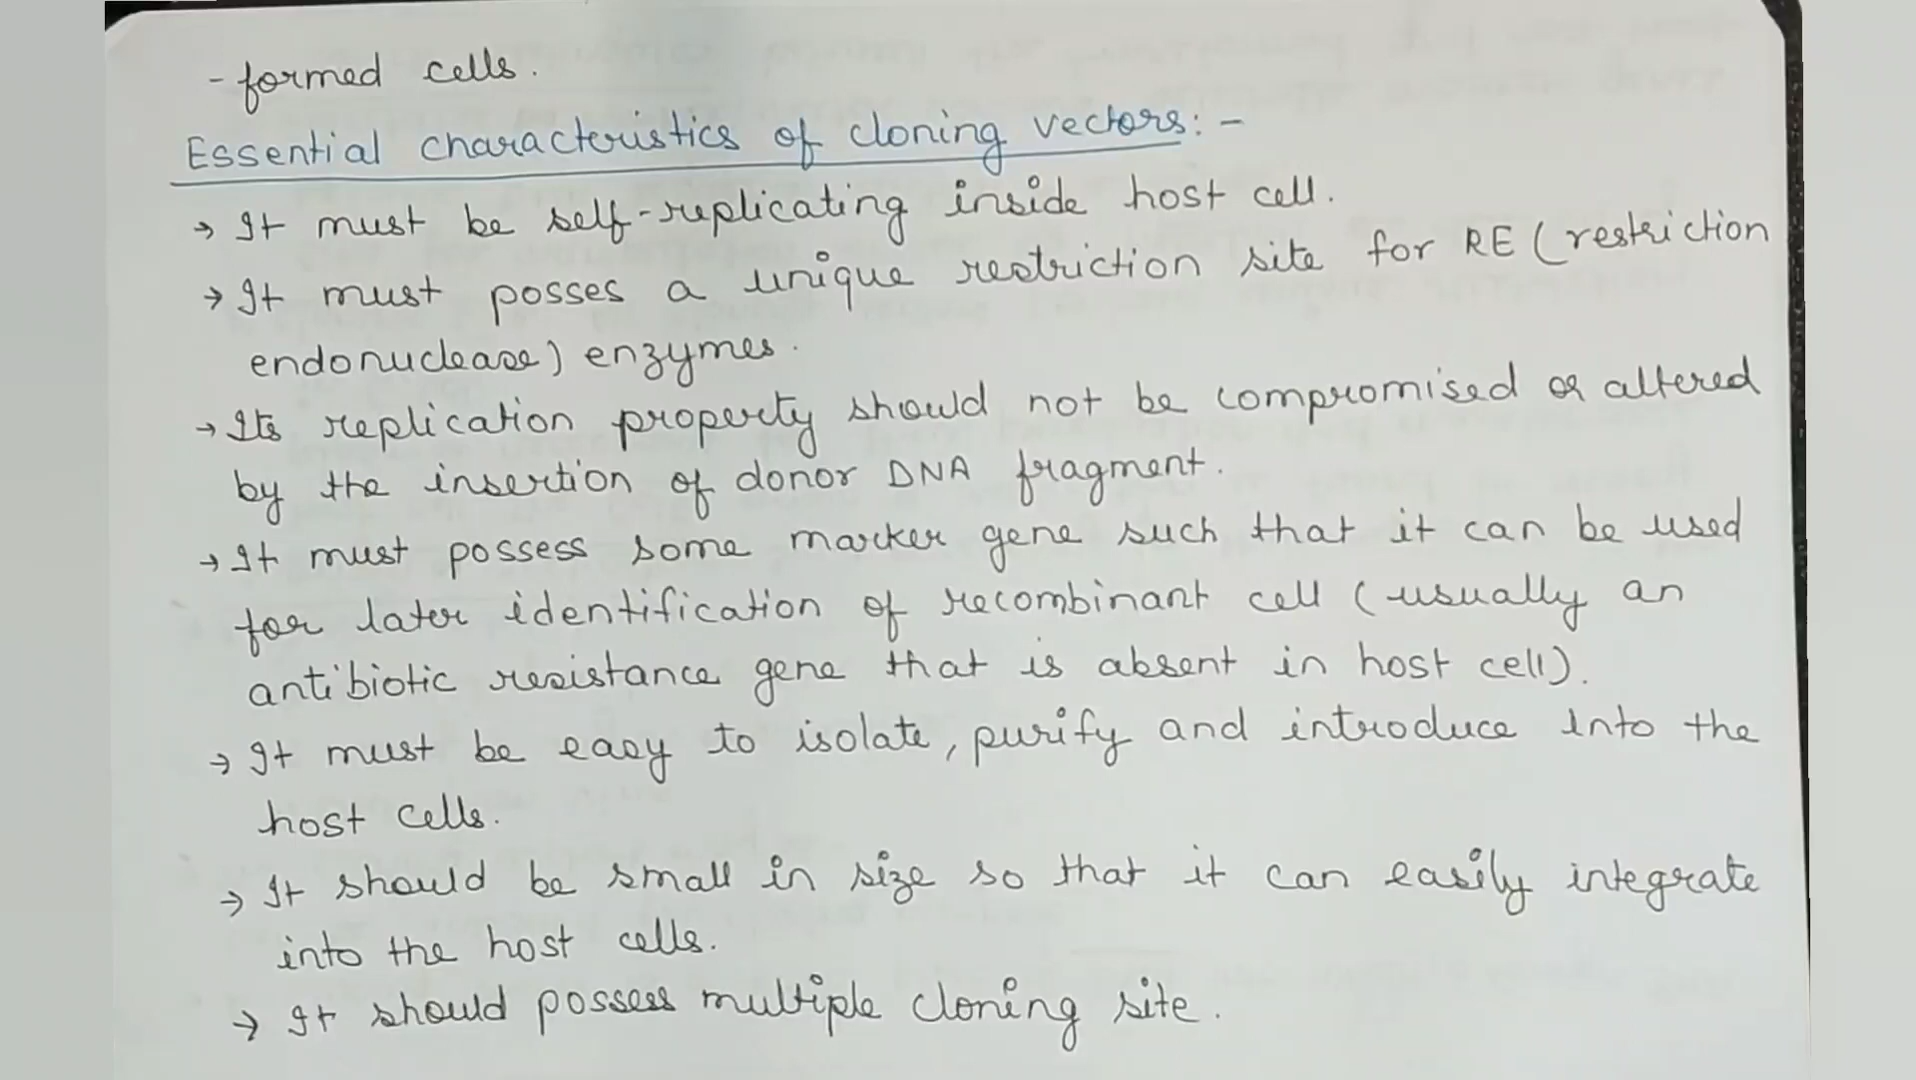 -formed cells.
Essential characteristics of cloning vectors:-
→ It must be self-replicating inside host cell.
→ It must posses a unique restriction site for RE (restriction
endonuclease) enzymes.
→ Its replication property should not be compromised or altered
by the insertion of donor DNA fragment.
→ It must possess some marker gene such that it can be used
for later identification of recombinant cell (usually an
antibiotic resistance gene that is absent in host cell).
→ It must be easy to isolate, purify and introduce into the
host cells.
→ It should be small in size so that it can easily integrate
into the host cells.
→ It should possess multiple cloning site.